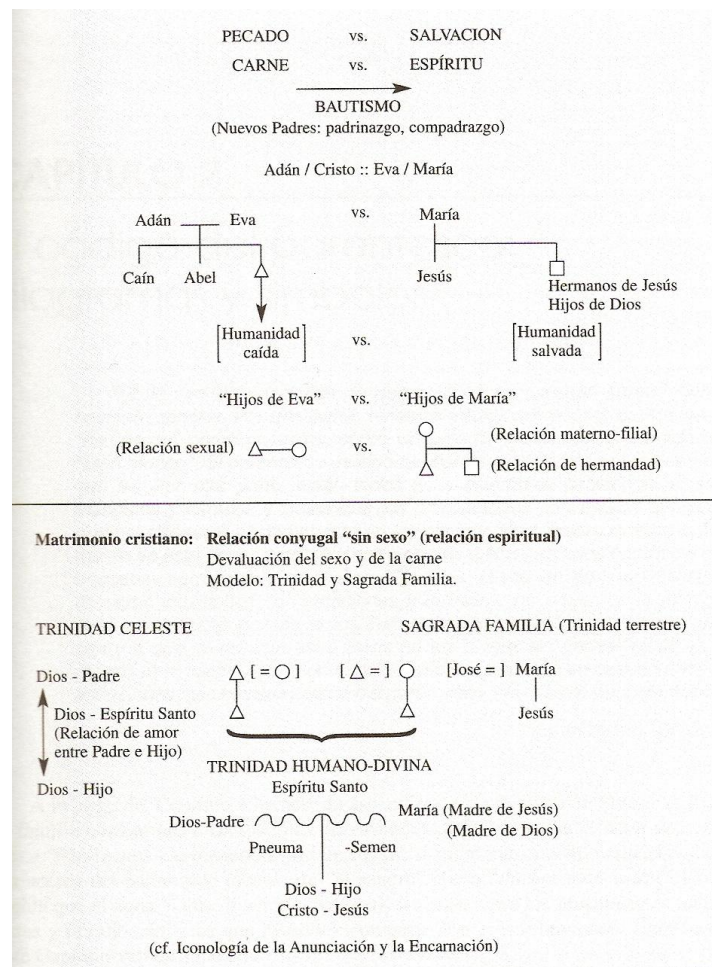 PECADO vs. SALVACION
CARNE vs. ESPÍRITU
BAUTISMO
(Nuevos Padres: padrinazgo, compadrazgo)
Adán / Cristo :: Eva / María
Adán Eva vs. María
Caín Abel Jesús
Hermanos de Jesús
Hijos de Dios
[Humanidad caída] vs. [Humanidad salvada]
“Hijos de Eva” vs. “Hijos de María”
(Relación sexual) vs. (Relación materno-filial)
(Relación de hermandad)
Matrimonio cristiano: Relación conyugal “sin sexo” (relación espiritual)
Devaluación del sexo y de la carne
Modelo: Trinidad y Sagrada Familia.
TRINIDAD CELESTE SAGRADA FAMILIA (Trinidad terrestre)
Dios - Padre [ = ] [ = ] [José = ] María
Dios - Espíritu Santo Jesús
(Relación de amor
entre Padre e Hijo)
Dios - Hijo
TRINIDAD HUMANO-DIVINA
Espíritu Santo
Dios-Padre María (Madre de Jesús)
(Madre de Dios)
Pneuma -Semen
Dios - Hijo
Cristo - Jesús
(cf. Iconología de la Anunciación y la Encarnación)